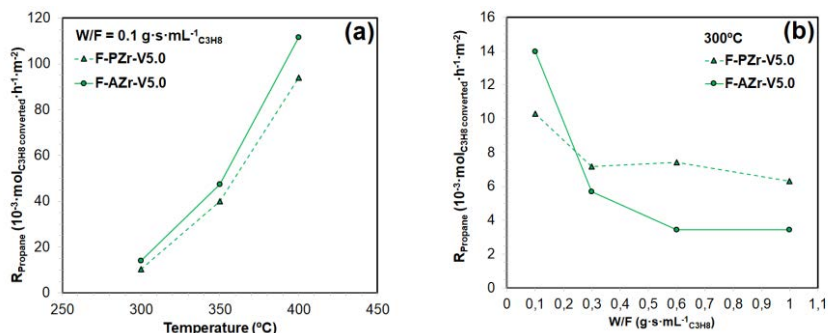 (a)
W/F = 0.1 g·s·mL-1C3H8
F-PZr-V5.0
F-AZr-V5.0
RPropane (10-3·molC3H8 converted·h-1·m-2)
120
100
80
60
40
20
0
250 300 350 400 450
Temperature (ºC)
(b)
300ºC
F-PZr-V5.0
F-AZr-V5.0
RPropane (10-3·molC3H8 converted·h-1·m-2)
16
14
12
10
8
6
4
2
0
0 0,1 0,2 0,3 0,4 0,5 0,6 0,7 0,8 0,9 1 1,1
W/F (g·s·mL-1C3H8)